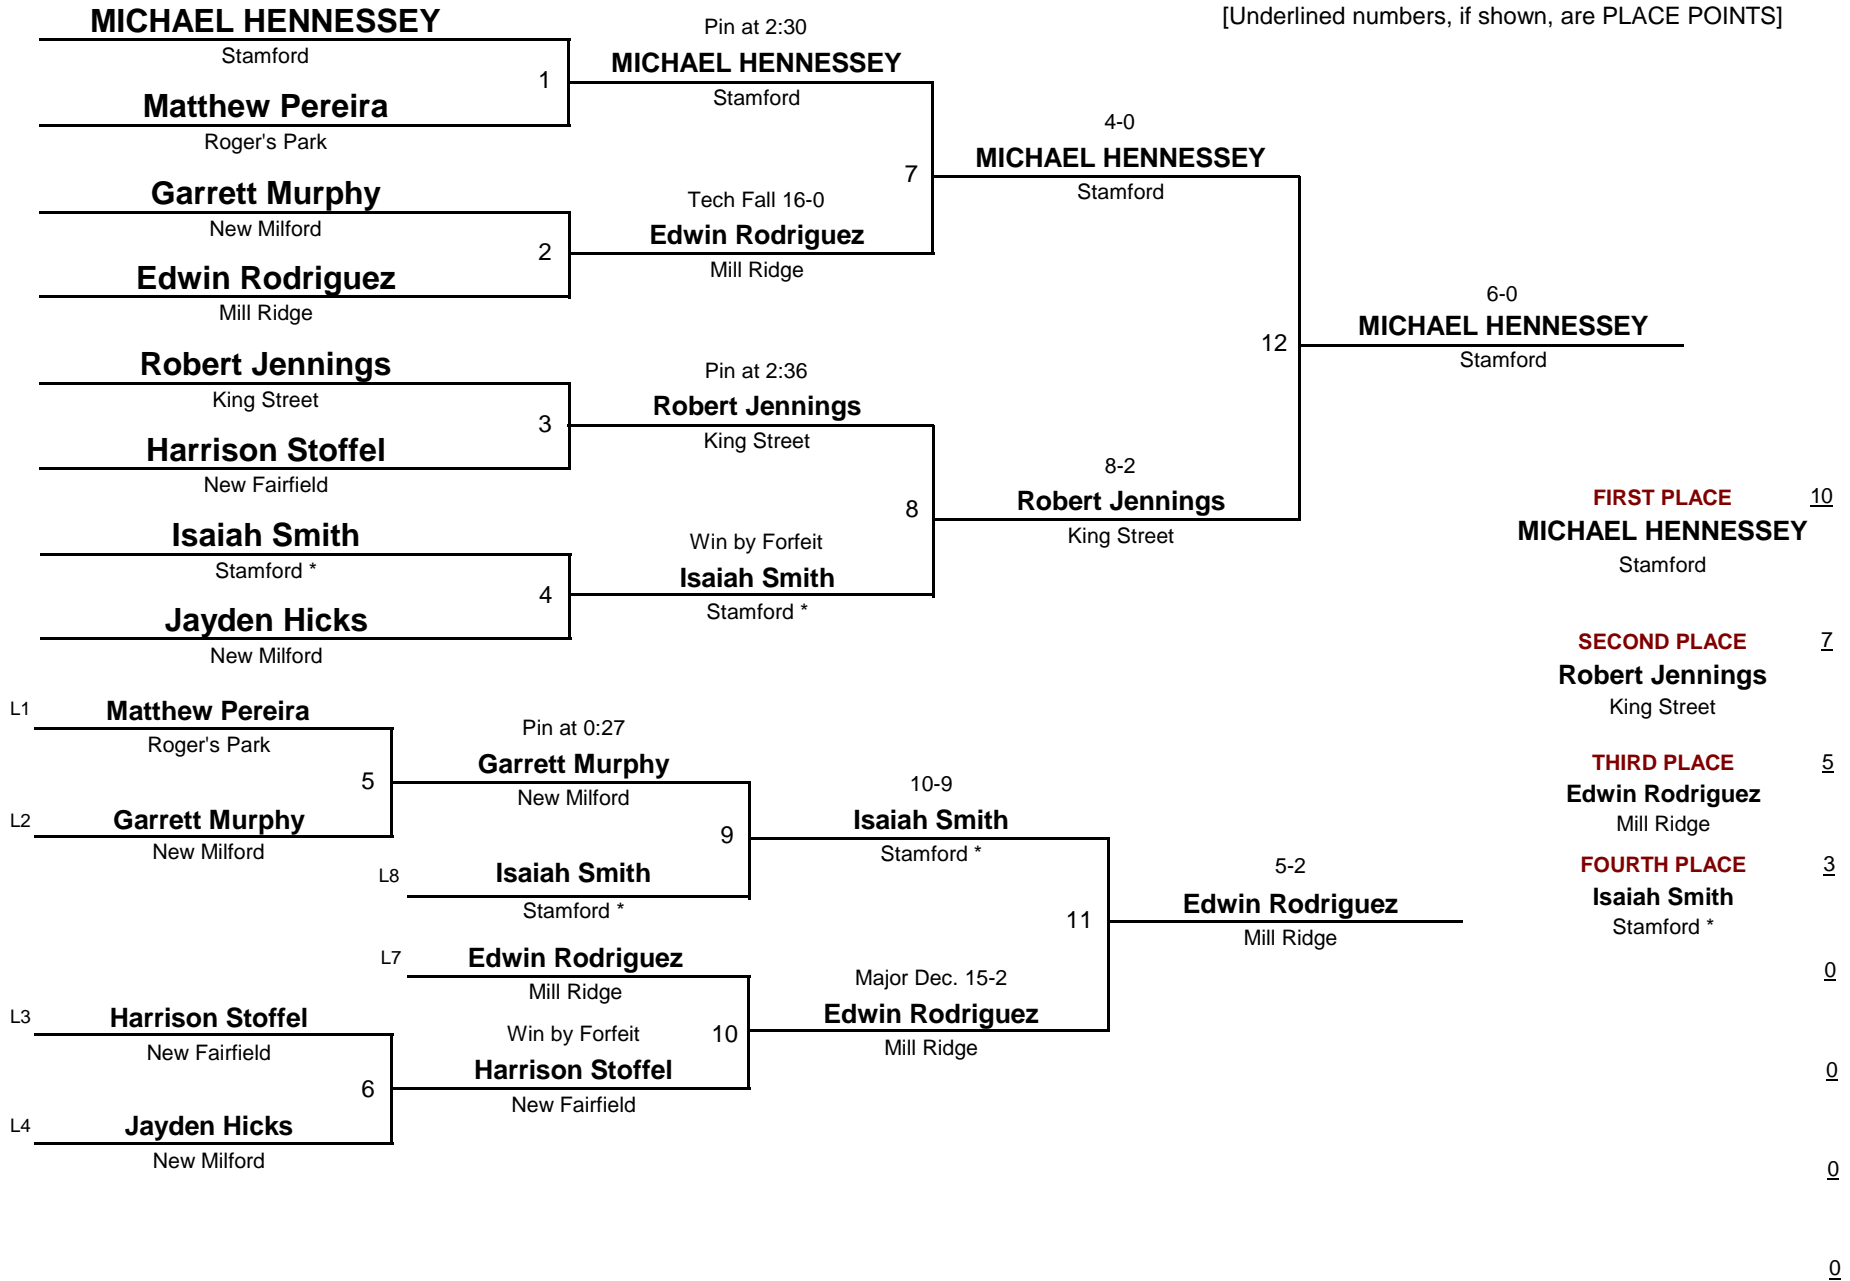 [Underlined numbers, if shown, are PLACE POINTS]
MICHAEL HENNESSEY
Stamford
1
Matthew Pereira
Roger's Park
Garrett Murphy
New Milford
2
Edwin Rodriguez
Mill Ridge
Robert Jennings
King Street
3
Harrison Stoffel
New Fairfield
Isaiah Smith
Stamford *
4
Jayden Hicks
New Milford
Pin at 2:30
MICHAEL HENNESSEY
Stamford
7
Tech Fall 16-0
Edwin Rodriguez
Mill Ridge
Pin at 2:36
Robert Jennings
King Street
8
Win by Forfeit
Isaiah Smith
Stamford *
4-0
MICHAEL HENNESSEY
Stamford
12
8-2
Robert Jennings
King Street
6-0
MICHAEL HENNESSEY
Stamford
FIRST PLACE 10
MICHAEL HENNESSEY
Stamford
SECOND PLACE 7
Robert Jennings
King Street
THIRD PLACE 5
Edwin Rodriguez
Mill Ridge
FOURTH PLACE 3
Isaiah Smith
Stamford *
0
0
0
0
L1 Matthew Pereira
Roger's Park
5
L2 Garrett Murphy
New Milford
L3 Harrison Stoffel
New Fairfield
6
L4 Jayden Hicks
New Milford
Pin at 0:27
Garrett Murphy
New Milford
9
L8 Isaiah Smith
Stamford *
L7 Edwin Rodriguez
Mill Ridge
Win by Forfeit 10
Harrison Stoffel
New Fairfield
10-9
Isaiah Smith
Stamford *
11
Major Dec. 15-2
Edwin Rodriguez
Mill Ridge
5-2
Edwin Rodriguez
Mill Ridge